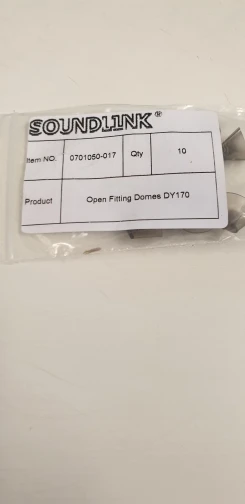 SOUNDLINK®
Item NO. 0701050-017 Qty 10
Product Open Fitting Domes DY170